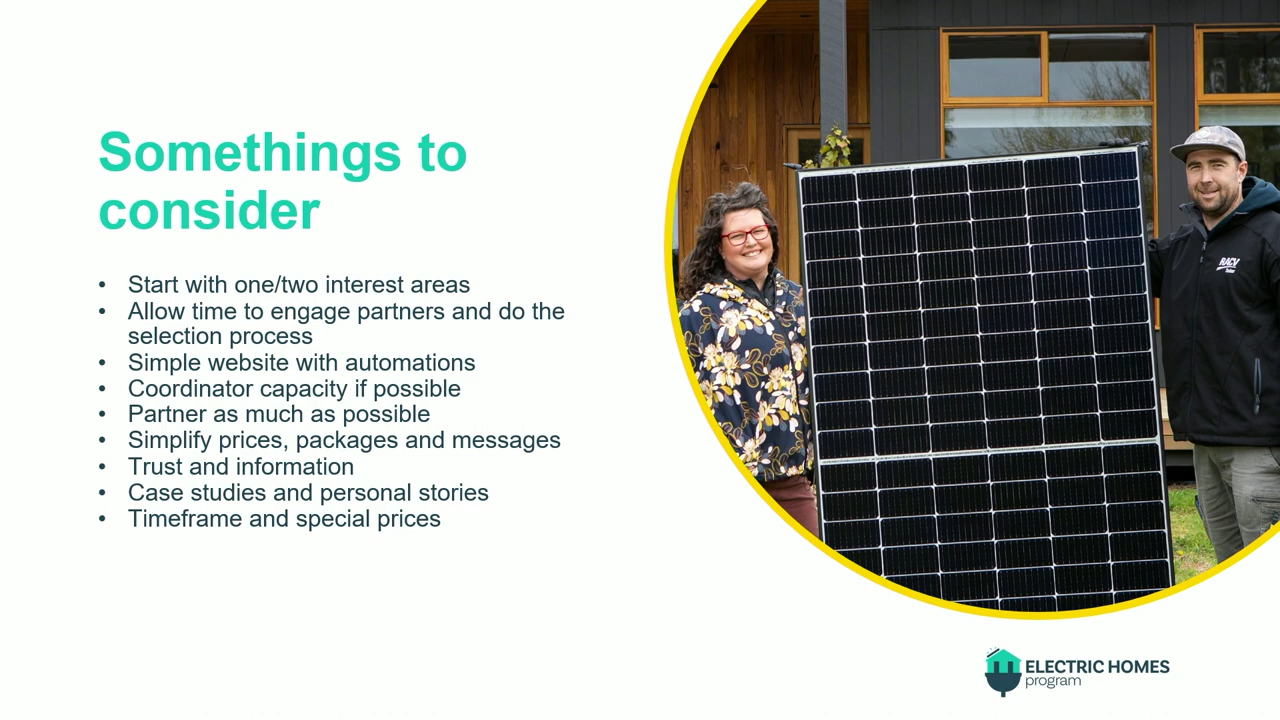 Somethings to
consider
• Start with one/two interest areas
• Allow time to engage partners and do the
selection process
• Simple website with automations
• Coordinator capacity if possible
• Partner as much as possible
• Simplify prices, packages and messages
• Trust and information
• Case studies and personal stories
• Timeframe and special prices
RACV
Solar
ELECTRIC HOMES
program